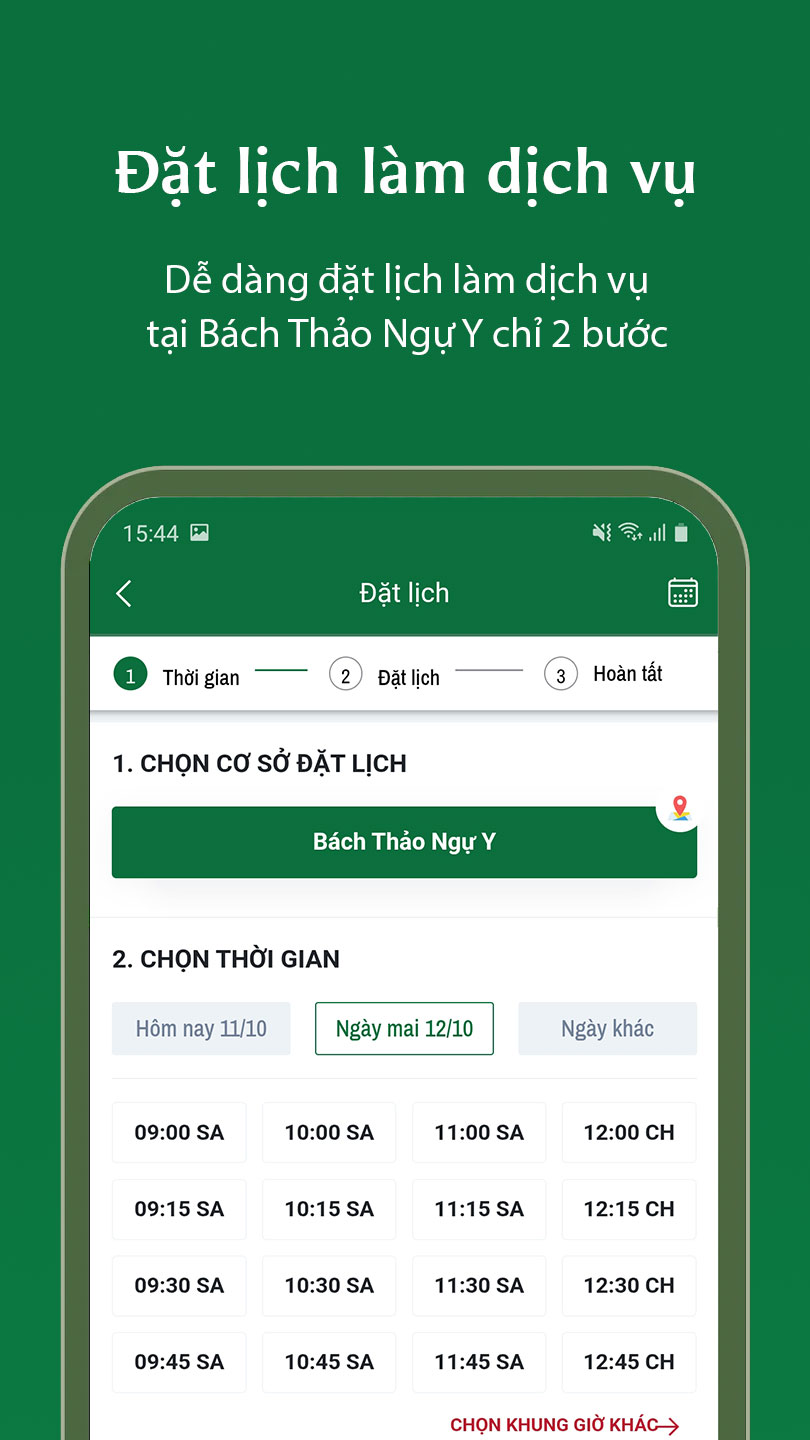 Đặt lịch làm dịch vụ
Dễ dàng đặt lịch làm dịch vụ
tại Bách Thảo Ngự Y chỉ 2 bước
15:44
Đặt lịch
1 Thời gian 2 Đặt lịch 3 Hoàn tất
1. CHỌN CƠ SỞ ĐẶT LỊCH
Bách Thảo Ngự Y
2. CHỌN THỜI GIAN
Hôm nay 11/10 Ngày mai 12/10 Ngày khác
09:00 SA 10:00 SA 11:00 SA 12:00 CH
09:15 SA 10:15 SA 11:15 SA 12:15 CH
09:30 SA 10:30 SA 11:30 SA 12:30 CH
09:45 SA 10:45 SA 11:45 SA 12:45 CH
CHỌN KHUNG GIỜ KHÁC